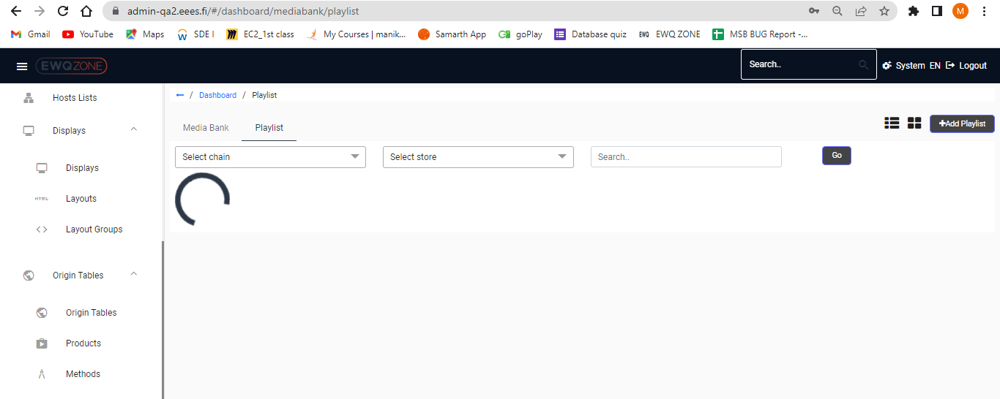 admin-qa2.eees.fi/#/dashboard/mediabank/playlist
M
Gmail YouTube Maps SDE I EC2_1st class My Courses | manik... Samarth App goPlay Database quiz EWQ EWQ ZONE MSB BUG Report -...
EWQZONE Search.. System EN Logout
Hosts Lists
Displays
Displays
HTML Layouts
Layout Groups
Origin Tables
Origin Tables
Products
Methods
/ Dashboard / Playlist
Media Bank Playlist Add Playlist
Select chain Select store Search.. Go